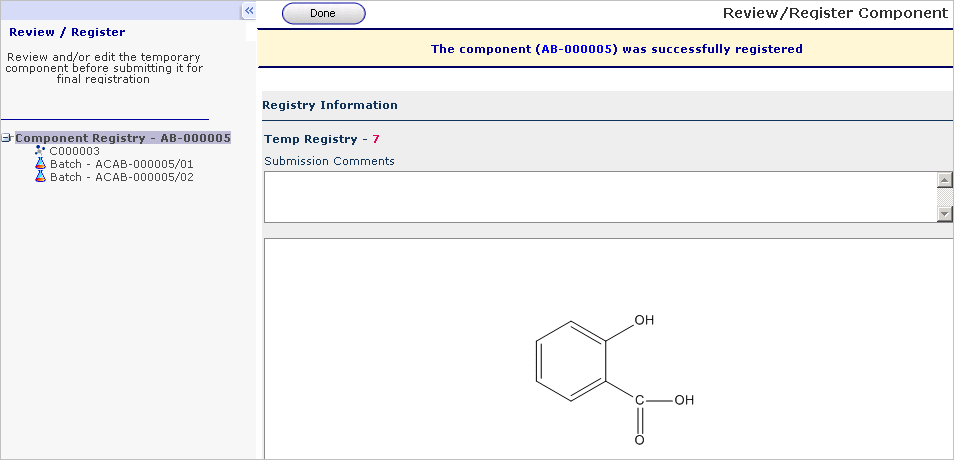 «
Done
Review/Register Component
Review / Register
The component (AB-000005) was successfully registered
Review and/or edit the temporary
component before submitting it for
final registration
Registry Information
Component Registry - AB-000005
C000003
Batch - ACAB-000005/01
Batch - ACAB-000005/02
Temp Registry - 7
Submission Comments
OH
C OH
O